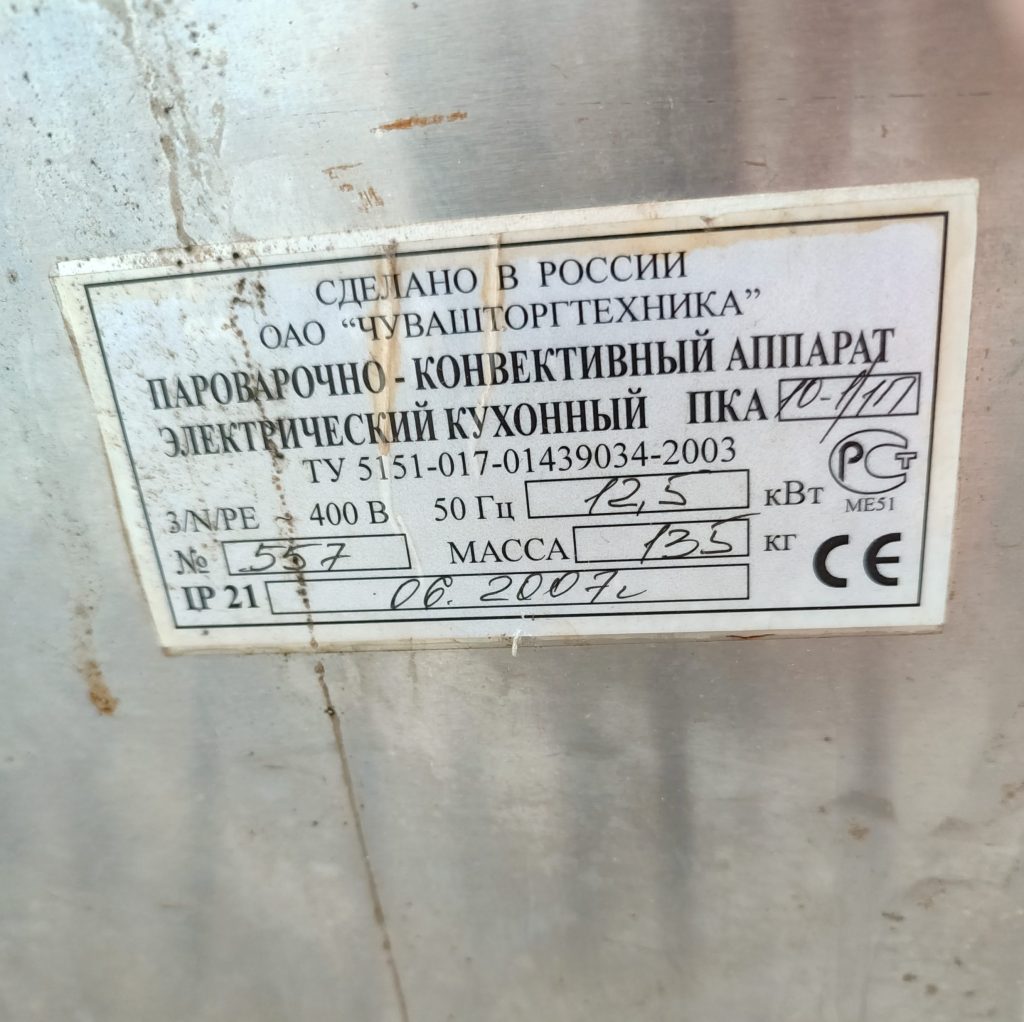 СДЕЛАНО В РОССИИ
ОАО “ЧУВАШТОРГТЕХНИКА”
ПАРОВАРОЧНО - КОНВЕКТИВНЫЙ АППАРАТ
ЭЛЕКТРИЧЕСКИЙ КУХОННЫЙ ПКА 10-1/1П
ТУ 5151-017-01439034-2003
РСТ
3/N/PE ~ 400 В 50 Гц 12,5 кВт МЕ51
№ 557 МАССА 135 кг CE
IP 21 06. 2007г